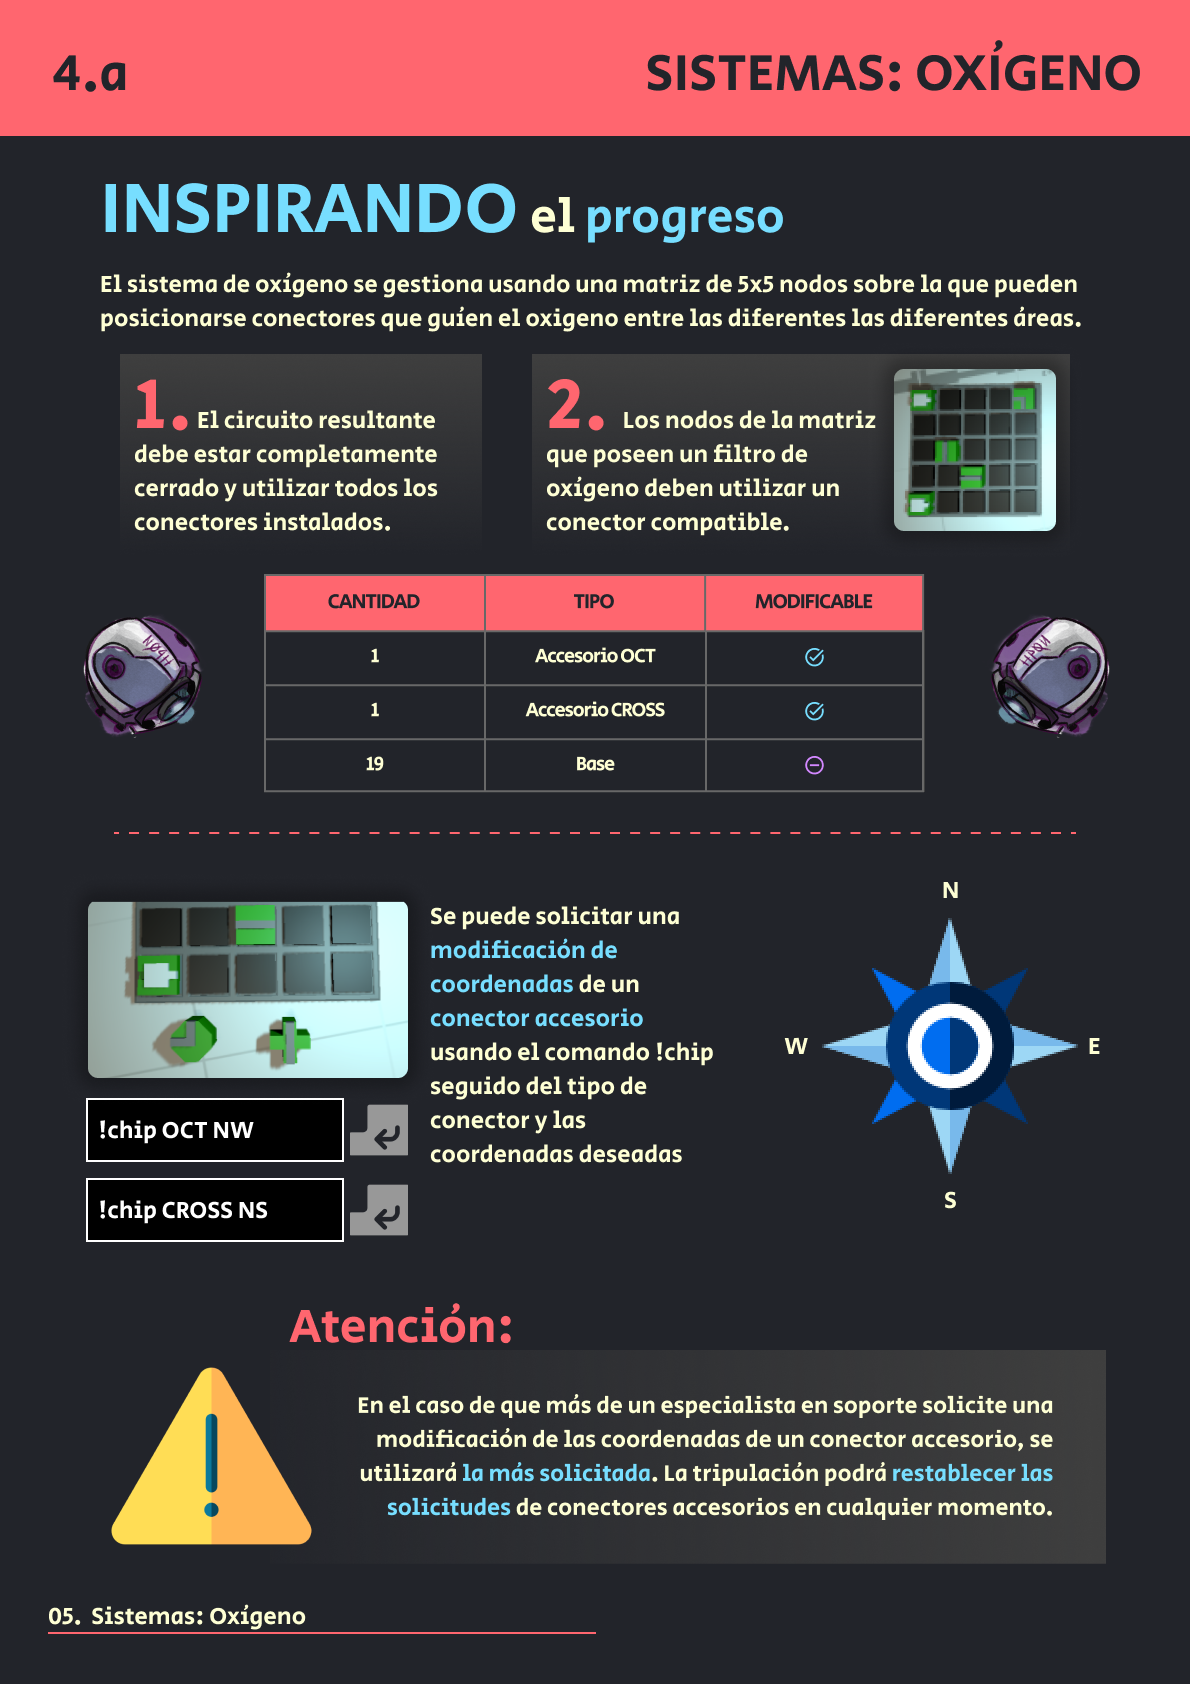 4.a
SISTEMAS: OXÍGENO
INSPIRANDO el progreso
El sistema de oxígeno se gestiona usando una matriz de 5x5 nodos sobre la que pueden
posicionarse conectores que guíen el oxigeno entre las diferentes las diferentes áreas.
1. El circuito resultante
debe estar completamente
cerrado y utilizar todos los
conectores instalados.
2. Los nodos de la matriz
que poseen un filtro de
oxígeno deben utilizar un
conector compatible.
CANTIDAD TIPO MODIFICABLE
1 Accesorio OCT
1 Accesorio CROSS
19 Base
Se puede solicitar una
modificación de
coordenadas de un
conector accesorio
usando el comando !chip
seguido del tipo de
conector y las
coordenadas deseadas
!chip OCT NW
!chip CROSS NS
N
W
E
S
Atención:
En el caso de que más de un especialista en soporte solicite una
modificación de las coordenadas de un conector accesorio, se
utilizará la más solicitada. La tripulación podrá restablecer las
solicitudes de conectores accesorios en cualquier momento.
05. Sistemas: Oxígeno